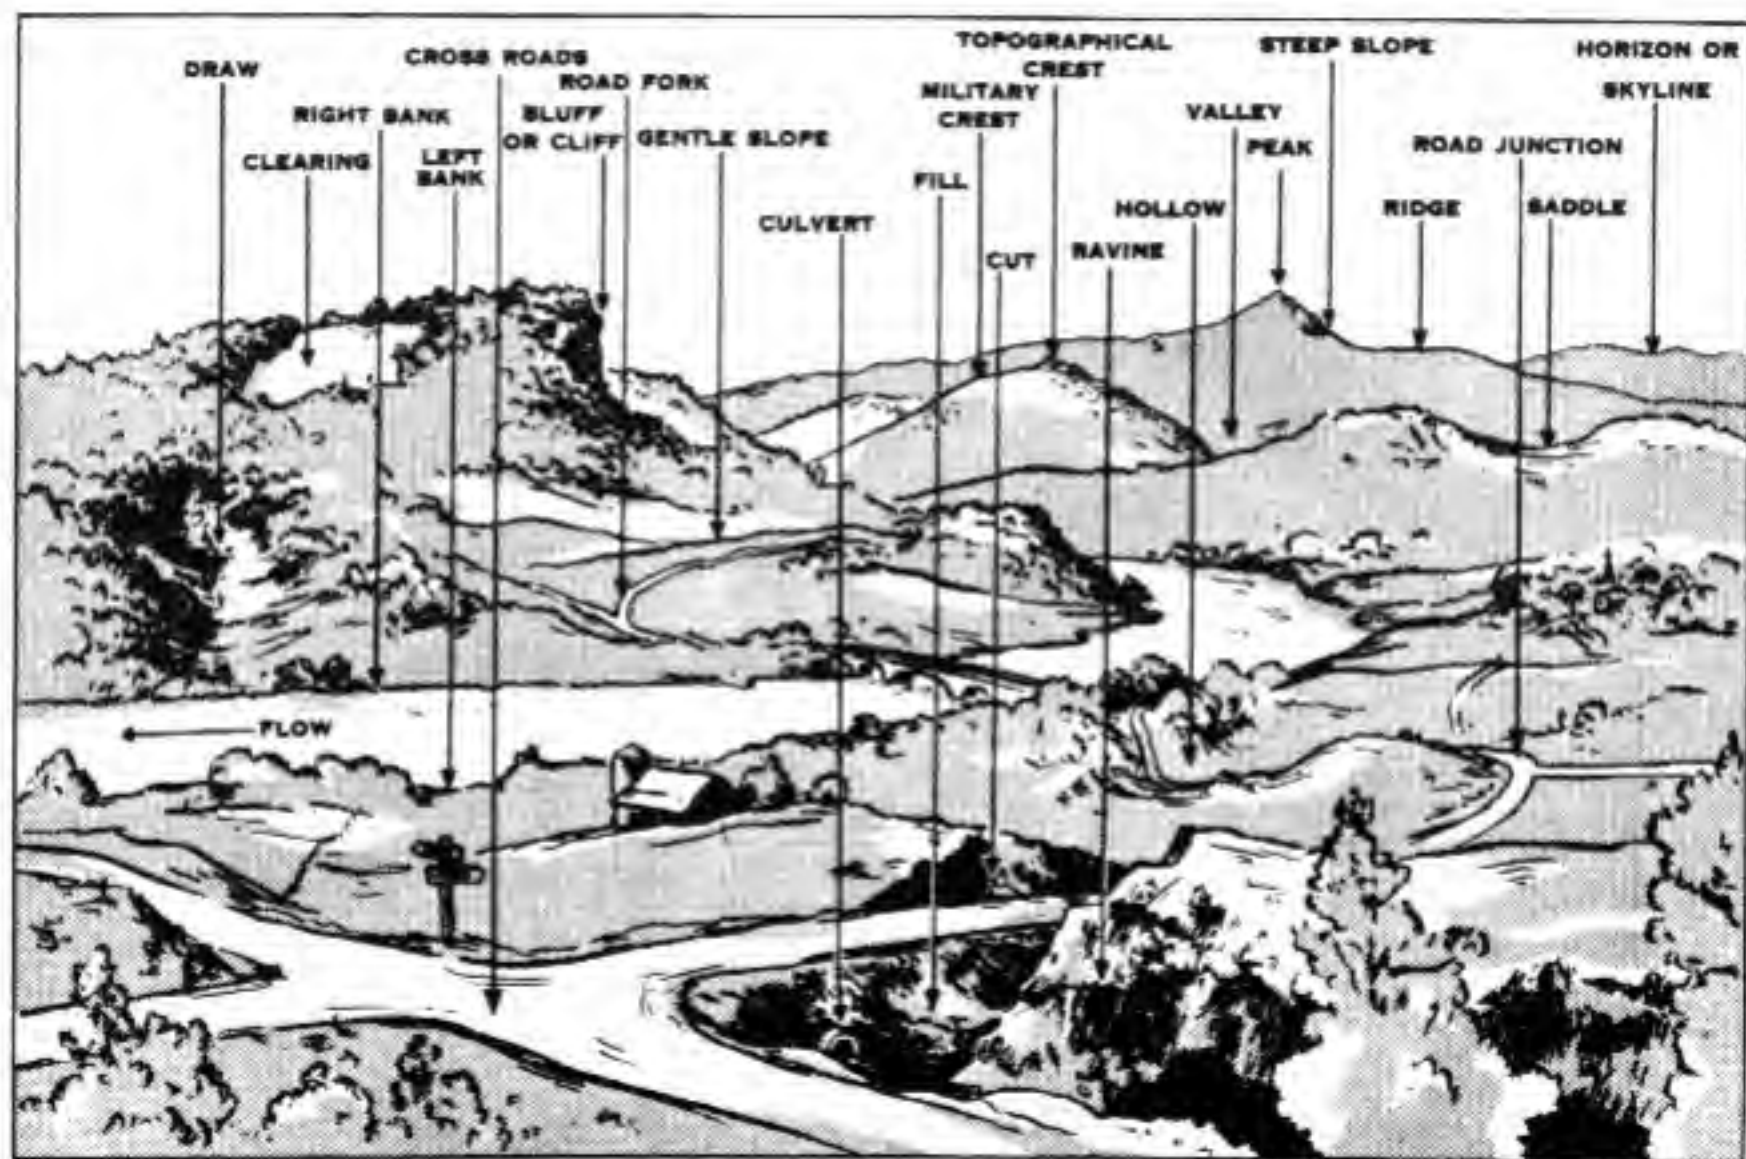 DRAW
CROSS ROADS
RIGHT BANK
CLEARING
LEFT
BANK
ROAD FORK
BLUFF
OR CLIFF
GENTLE SLOPE
CULVERT
FILL
MILITARY
CREST
TOPOGRAPHICAL
CREST
CUT
RAVINE
HOLLOW
VALLEY
PEAK
STEEP SLOPE
RIDGE
ROAD JUNCTION
SADDLE
HORIZON OR
SKYLINE
FLOW